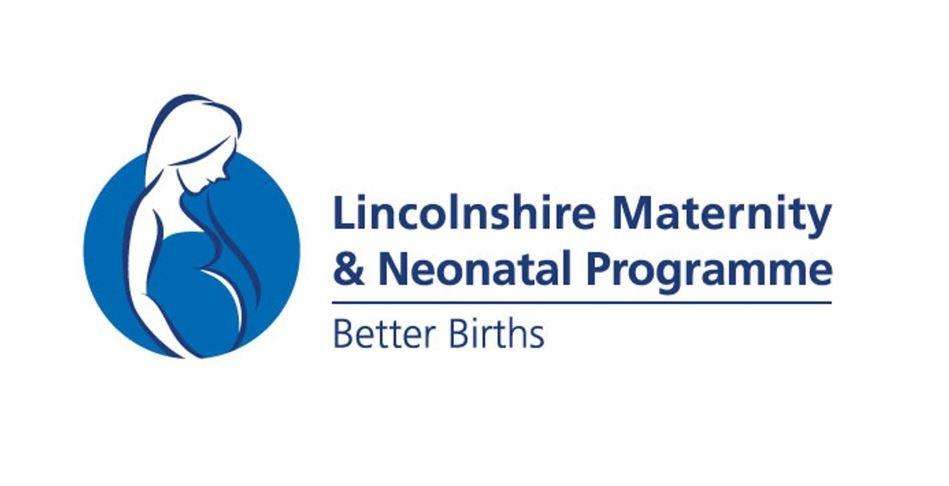 Lincolnshire Maternity
& Neonatal Programme
Better Births